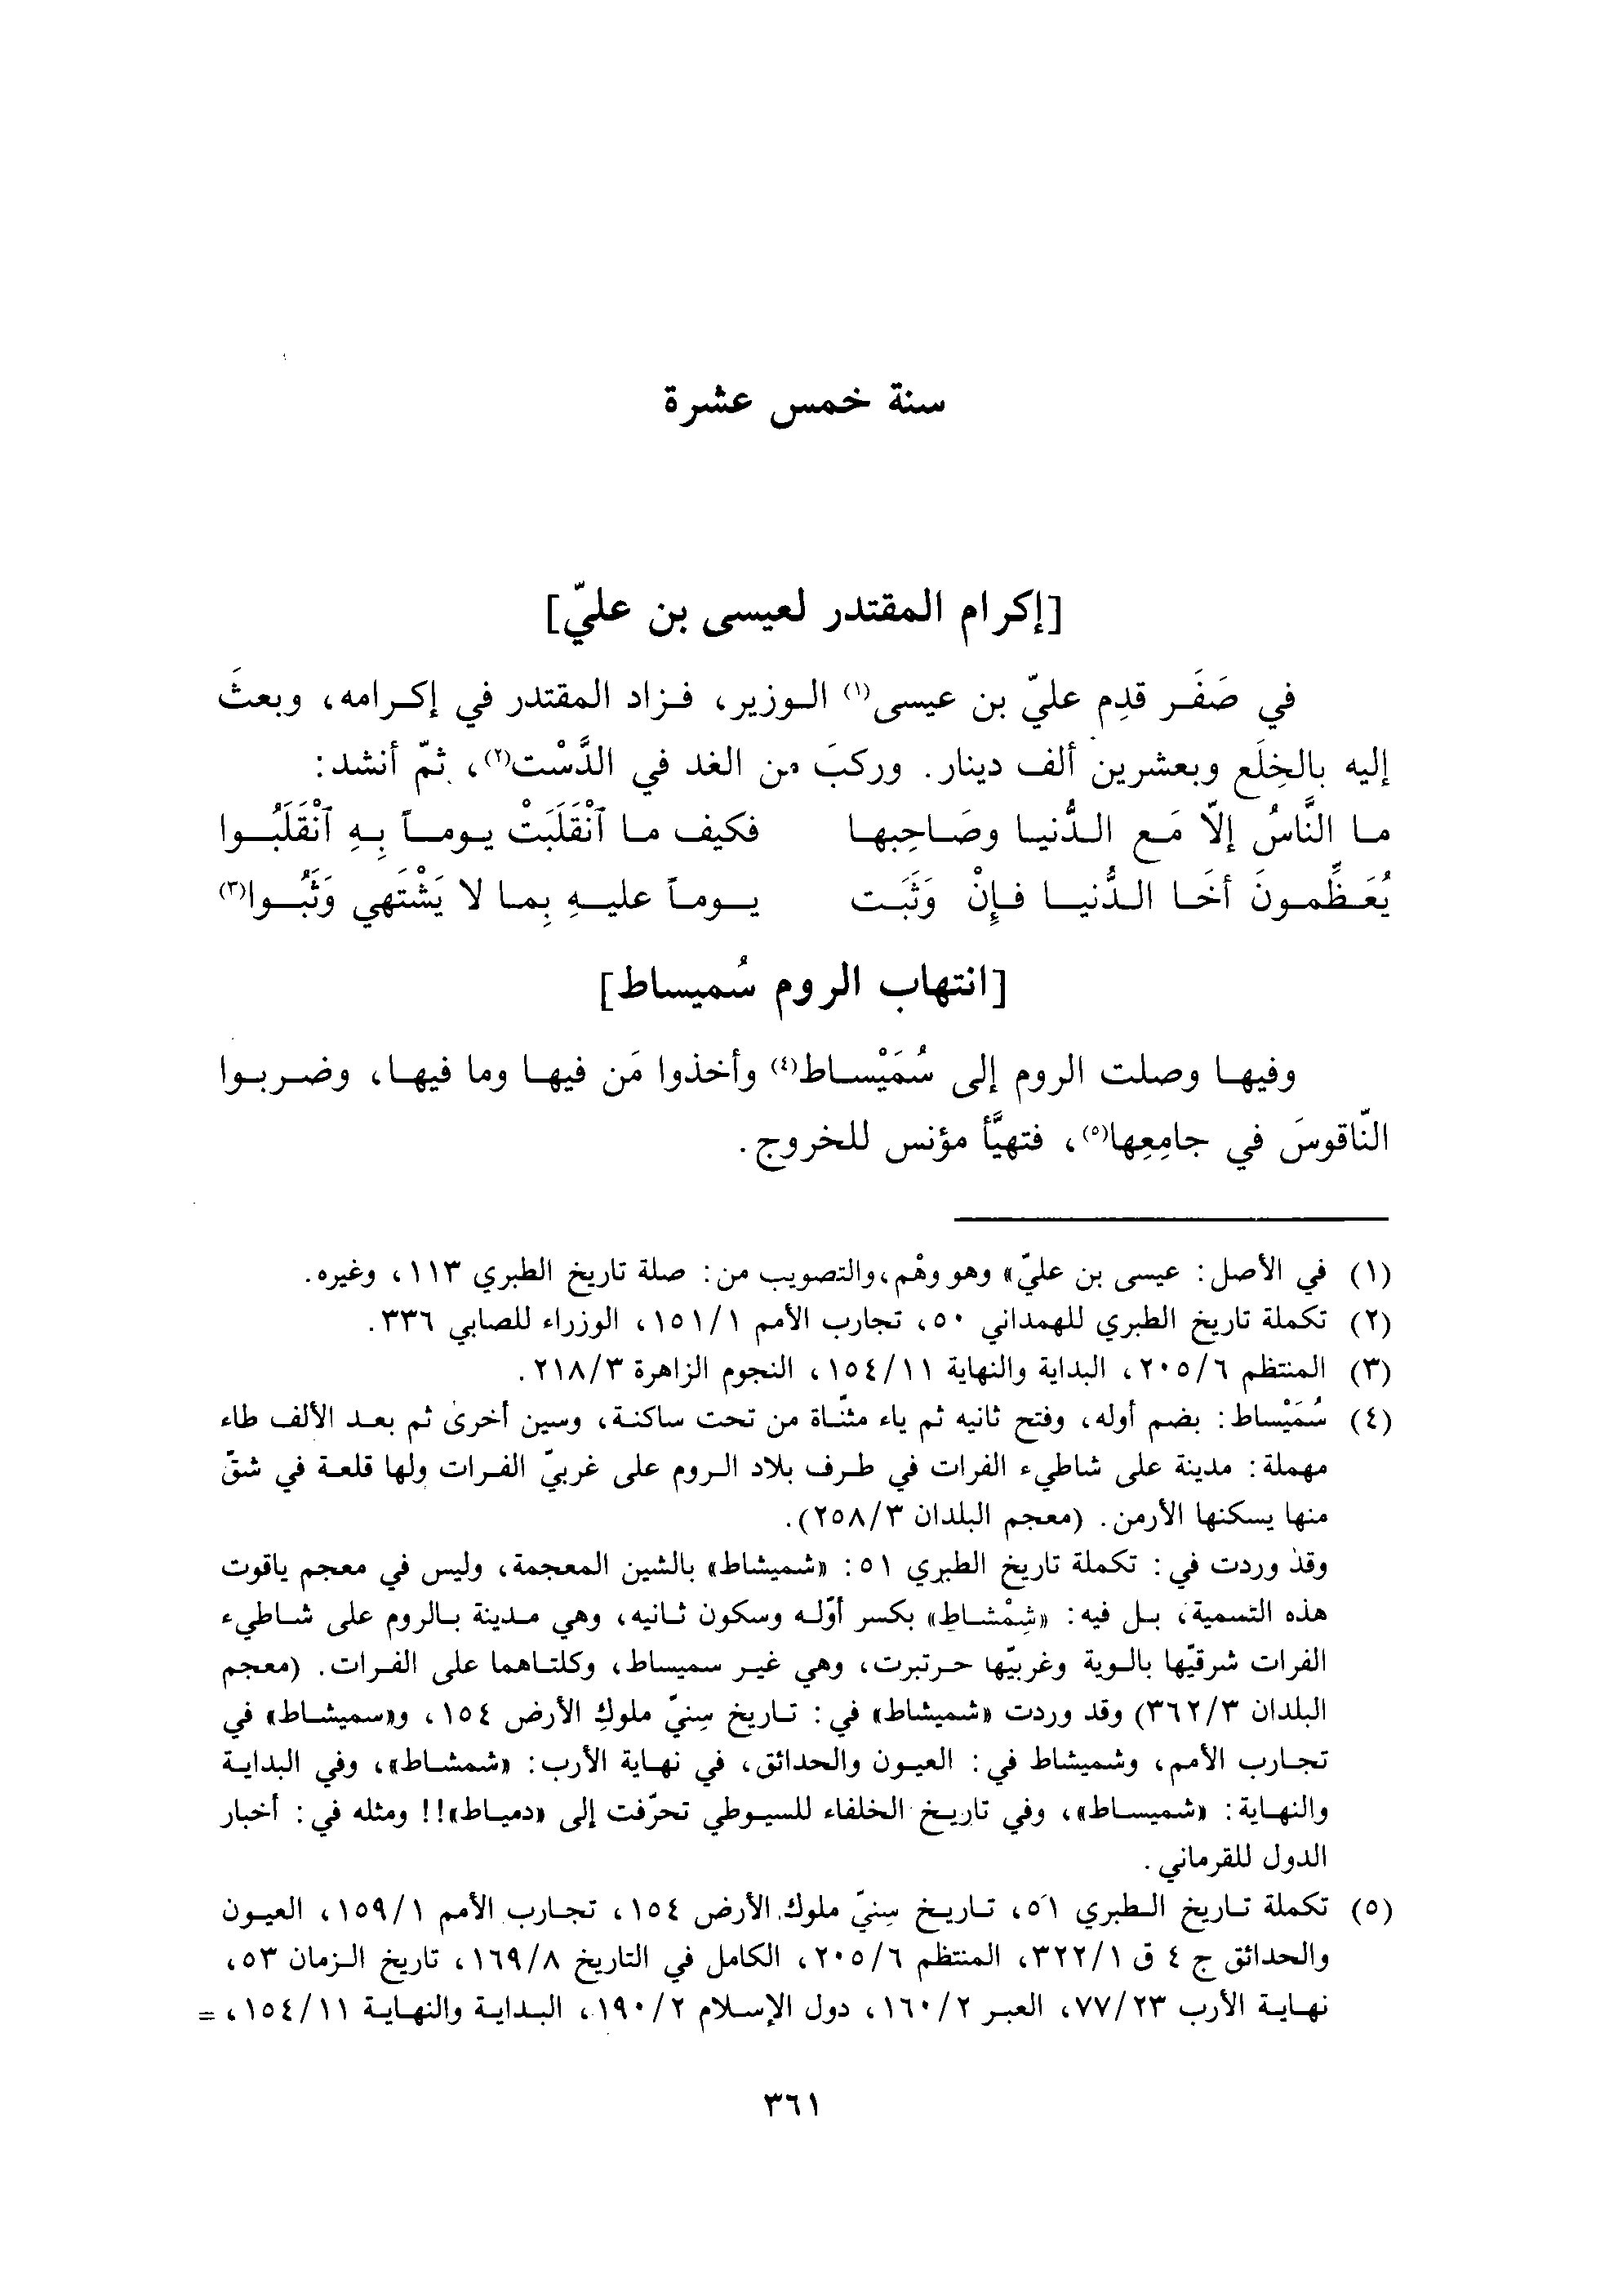 سنة خمس عشرة
[إكرام المقتدر لعيسى بن عليّ]
في صَفَر قدِم عليّ بن عيسى(١) الوزير، فزاد المقتدر في إكرامه، وبعثَ
إليه بالخِلَع وبعشرين ألف دينار. وركبَ من الغد في الدَّسْت(٢)، ثمّ أنشد:
ما النَّاسُ إلاّ مَع الدُّنيا وصَاحِبها فكيف ما ٱنْقَلَبَتْ يوماً بِهِ ٱنْقَلَبُوا
يُعَظِّمونَ أخَا الدُّنيا فإِنْ وَثَبَت يوماً عليهِ بِما لا يَشْتَهي وَثَبُوا(٣)
[انتهاب الروم سُميساط]
وفيها وصلت الروم إلى سُمَيْساط(٤) وأخذوا مَن فيها وما فيها، وضربوا
النّاقوسَ في جامِعِها(٥)، فتهيَّأ مؤنس للخروج.
(١) في الأصل: عيسى بن عليّ» وهو وهْم،والتصويب من: صلة تاريخ الطبري ١١٣، وغيره.
(٢) تكملة تاريخ الطبري للهمداني ٥٠، تجارب الأمم ١/١٥١، الوزراء للصابي ٣٣٦.
(٣) المنتظم ٦/٢٠٥، البداية والنهاية ١١/١٥٤، النجوم الزاهرة ٣/٢١٨.
(٤) سُمَيْساط: بضم أوله، وفتح ثانيه ثم ياء مثنّاة من تحت ساكنة، وسين أخرى ثم بعد الألف طاء
مهملة: مدينة على شاطيء الفرات في طرف بلاد الروم على غربيّ الفرات ولها قلعة في شقّ
منها يسكنها الأرمن. (معجم البلدان ٣/٢٥٨).
وقد وردت في: تكملة تاريخ الطبري ٥١: «شميشاط» بالشين المعجمة، وليس في معجم ياقوت
هذه التسمية، بل فيه: «شِمْشاط» بكسر أوّله وسكون ثانيه، وهي مدينة بالروم على شاطيء
الفرات شرقيّها بالوية وغربيّها خرتبرت، وهي غير سميساط، وكلتاهما على الفرات. (معجم
البلدان ٣/٣٦٢) وقد وردت «شميشاط» في: تاريخ سِنيّ ملوك الأرض ١٥٤، و«سميشاط» في
تجارب الأمم، وشميشاط في: العيون والحدائق، في نهاية الأرب: «شمشاط»، وفي البداية
والنهاية: «شميساط»، وفي تاريخ الخلفاء للسيوطي تحرّفت إلى «دمياط»!! ومثله في: أخبار
الدول للقرماني.
(٥) تكملة تاريخ الطبري ٥١، تاريخ سِنيّ ملوك الأرض ١٥٤، تجارب الأمم ١/١٥٩، العيون
والحدائق ج ٤ ق ١/٣٢٢، المنتظم ٦/٢٠٥، الكامل في التاريخ ٨/١٦٩، تاريخ الزمان ٥٣،
نهاية الأرب ٢٣/٧٧، العبر ٢/١٦٠، دول الإسلام ٢/١٩٠، البداية والنهاية ١١/١٥٤، =
٣٦١